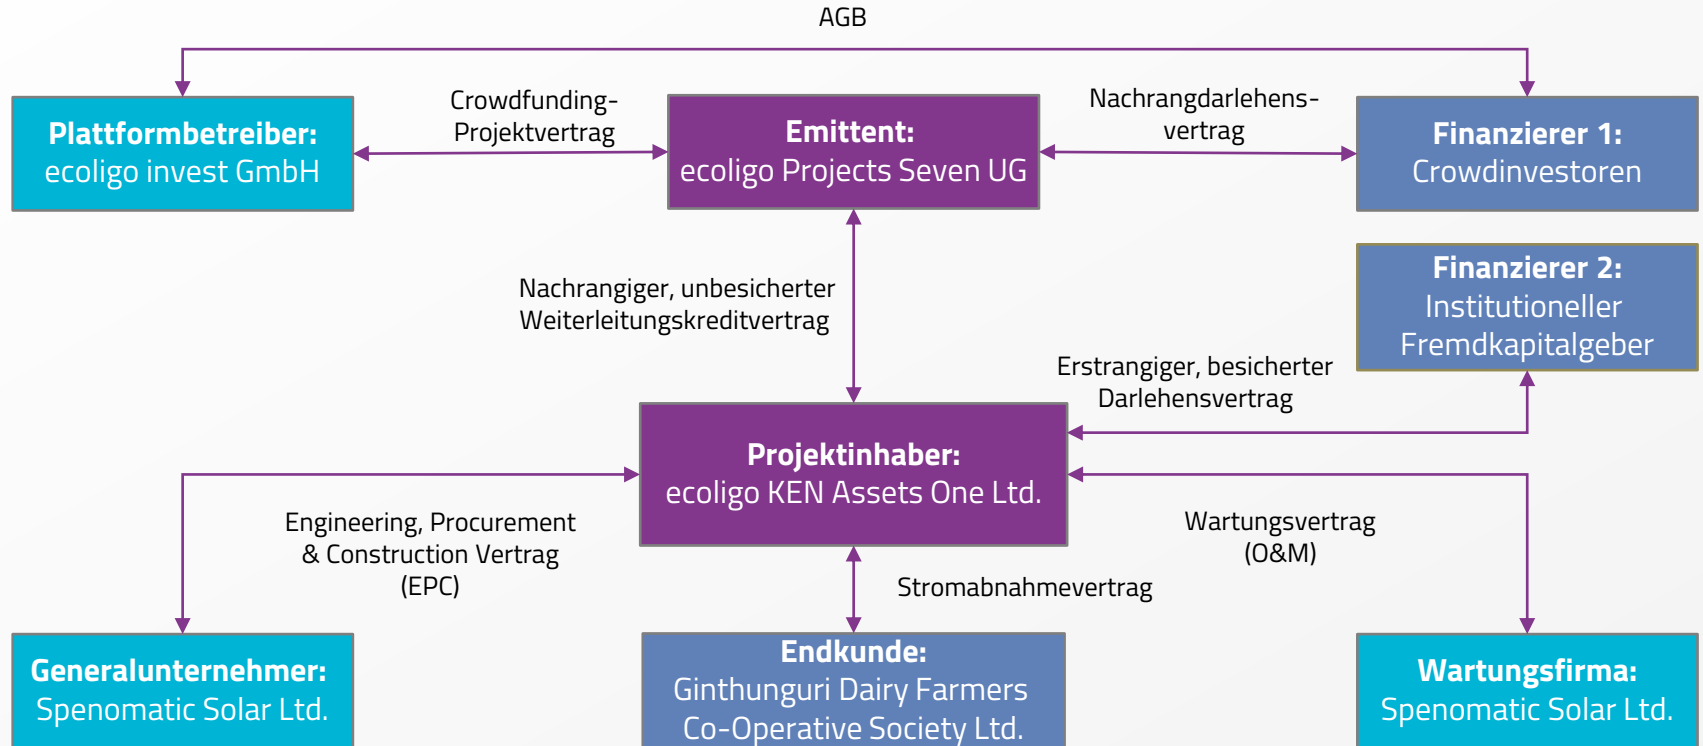 AGB
Plattformbetreiber:
ecoligo invest GmbH
Crowdfunding-
Projektvertrag
Emittent:
ecoligo Projects Seven UG
Nachrangdarlehens-
vertrag
Finanzierer 1:
Crowdinvestoren
Finanzierer 2:
Institutioneller
Fremdkapitalgeber
Nachrangiger, unbesicherter
Weiterleitungskreditvertrag
Erstrangiger, besicherter
Darlehensvertrag
Projektinhaber:
ecoligo KEN Assets One Ltd.
Engineering, Procurement
& Construction Vertrag
(EPC)
Wartungsvertrag
(O&M)
Stromabnahmevertrag
Generalunternehmer:
Spenomatic Solar Ltd.
Endkunde:
Ginthunguri Dairy Farmers
Co-Operative Society Ltd.
Wartungsfirma:
Spenomatic Solar Ltd.